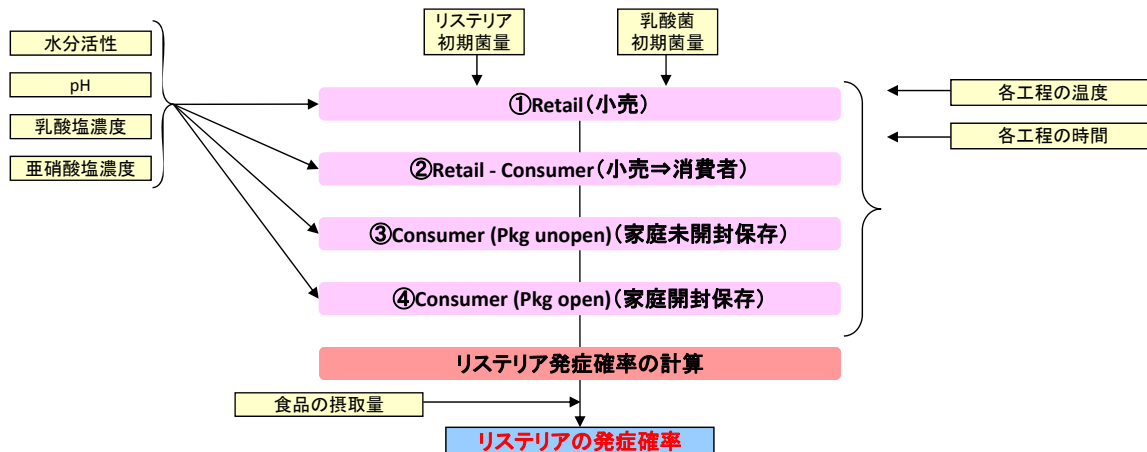 リステリア
初期菌量
乳酸菌
初期菌量
水分活性
pH
乳酸塩濃度
亜硝酸塩濃度
①Retail(小売)
②Retail - Consumer(小売⇒消費者)
③Consumer (Pkg unopen)(家庭未開封保存)
④Consumer (Pkg open)(家庭開封保存)
各工程の温度
各工程の時間
リステリア発症確率の計算
食品の摂取量
リステリアの発症確率